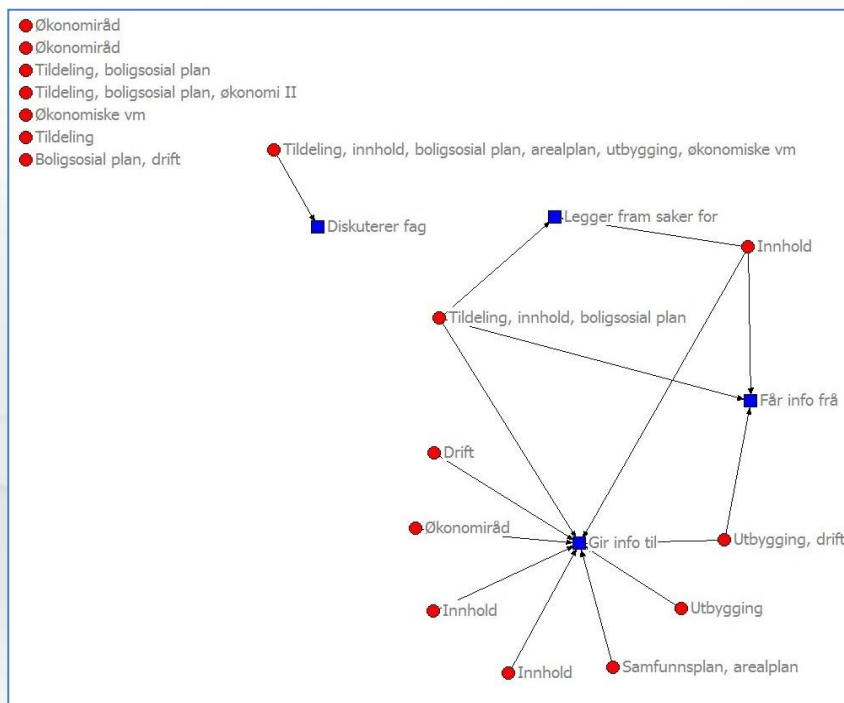 Økonomiråd
Økonomiråd
Tildeling, boligsosial plan
Tildeling, boligsosial plan, økonomi II
Økonomiske vm
Tildeling
Boligsosial plan, drift
Tildeling, innhold, boligsosial plan, arealplan, utbygging, økonomiske vm
Diskuterer fag
Legger fram saker for
Innhold
Tildeling, innhold, boligsosial plan
Får info frå
Drift
Økonomiråd
Gir info til
Utbygging, drift
Innhold
Utbygging
Innhold
Samfunnsplan, arealplan